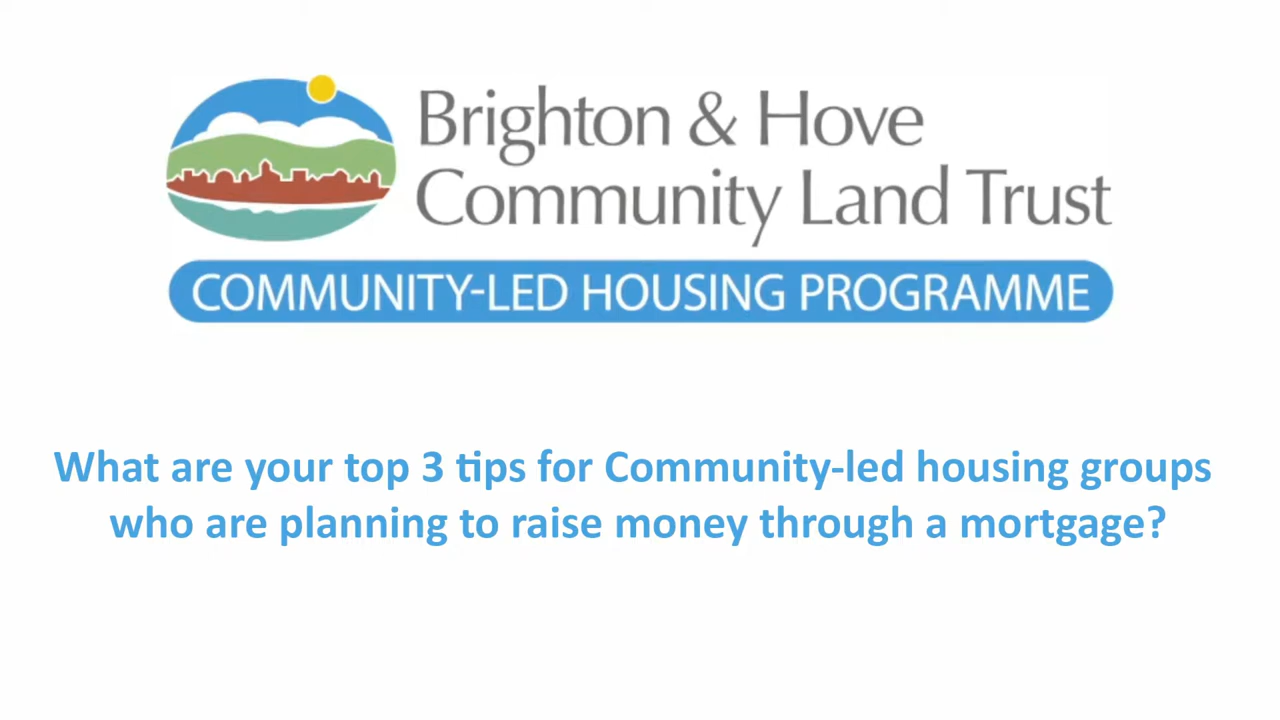 Brighton & Hove
Community Land Trust
COMMUNITY-LED HOUSING PROGRAMME
What are your top 3 tips for Community-led housing groups
who are planning to raise money through a mortgage?